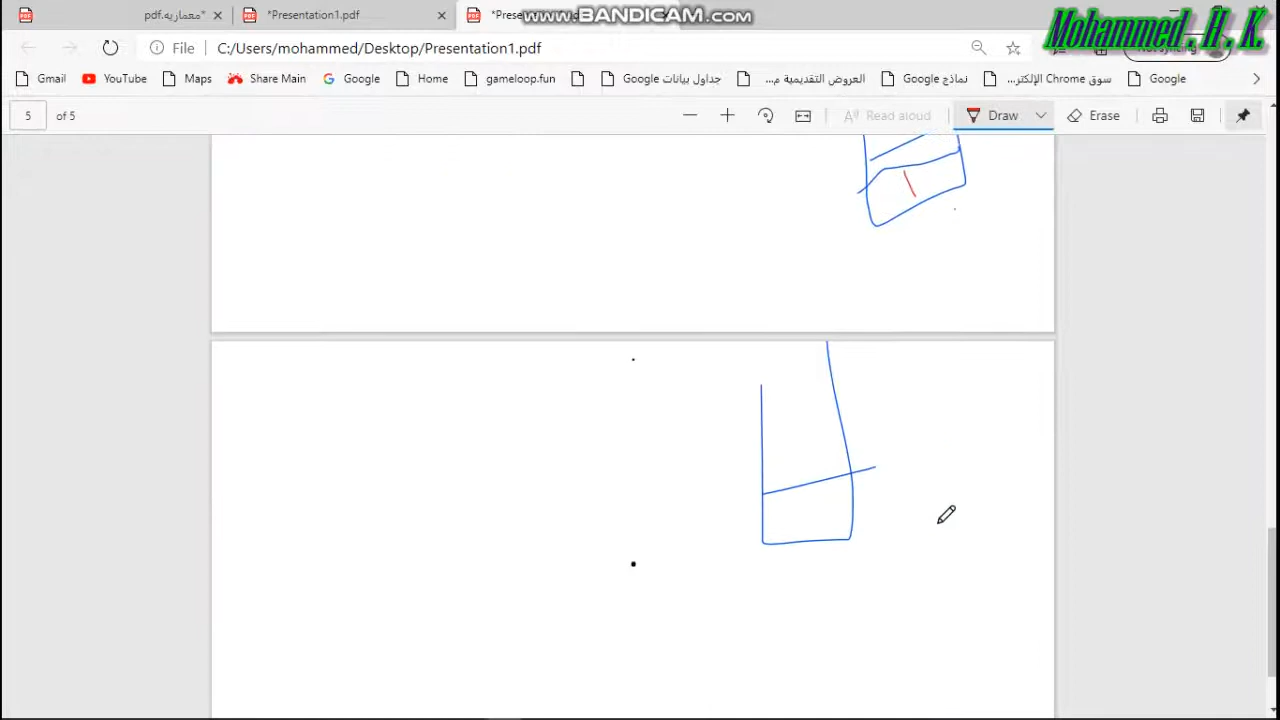 معماريه*.pdf
*Presentation1.pdf
*Prese
www.BANDICAM.com
Mohammed , H , K.
File
C:/Users/mohammed/Desktop/Presentation1.pdf
Not syncing
Gmail
YouTube
Maps
Share Main
Google
Home
gameloop.fun
جداول بيانات Google
العروض التقديمية م...
نماذج Google
سوق Chrome الإلكتر...
Google
5 of 5
Read aloud
Draw
Erase